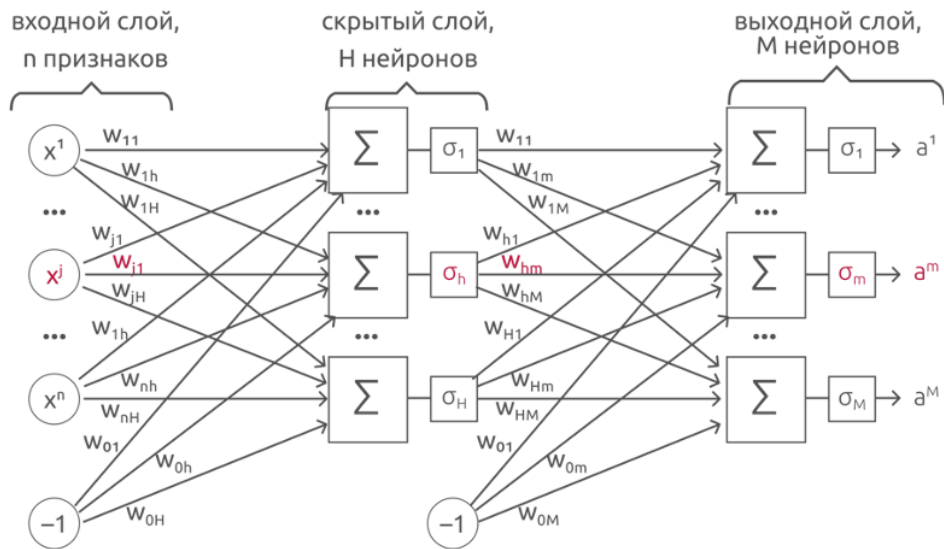 входной слой,
n признаков
скрытый слой,
H нейронов
выходной слой,
M нейронов
x¹ w₁₁ Σ σ₁ w₁₁ Σ σ₁ a¹
w₁ₕ w₁ₘ
w₁H w₁M
... ... ...
wⱼ₁ wₕ₁
xʲ wⱼ₁ Σ σₕ wₕₘ Σ σₘ aᵐ
wⱼH wₕM
... ... ...
w₁ₕ wH₁
wₙₕ wHₘ
xⁿ wₙH Σ σH wHM Σ σM aᴹ
w₀₁ w₀₁
w₀ₕ w₀ₘ
−1 w₀H −1 w₀M